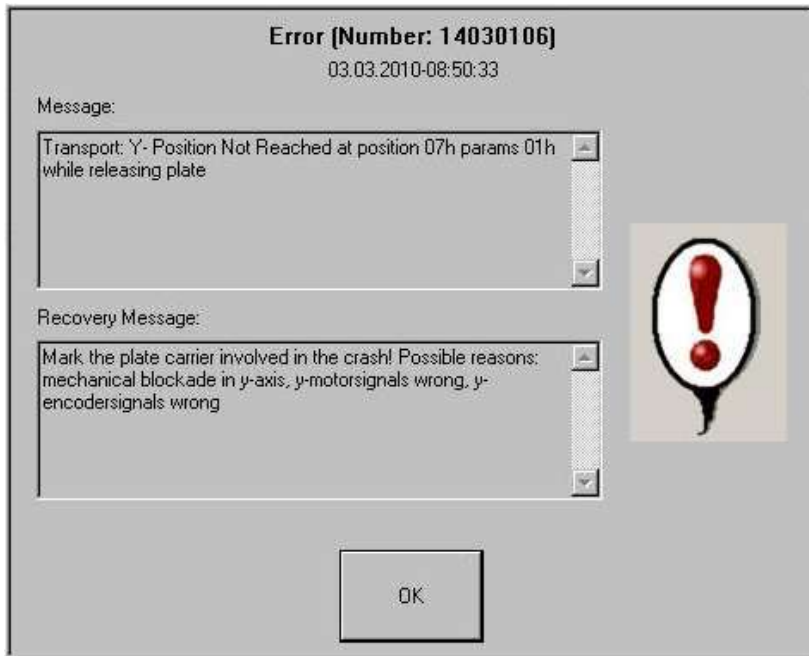 Error (Number: 14030106)
03.03.2010-08:50:33
Message:
Transport: Y- Position Not Reached at position 07h params 01h
while releasing plate
Recovery Message:
Mark the plate carrier involved in the crash! Possible reasons:
mechanical blockade in y-axis, y-motorsignals wrong, y-
encodersignals wrong
OK